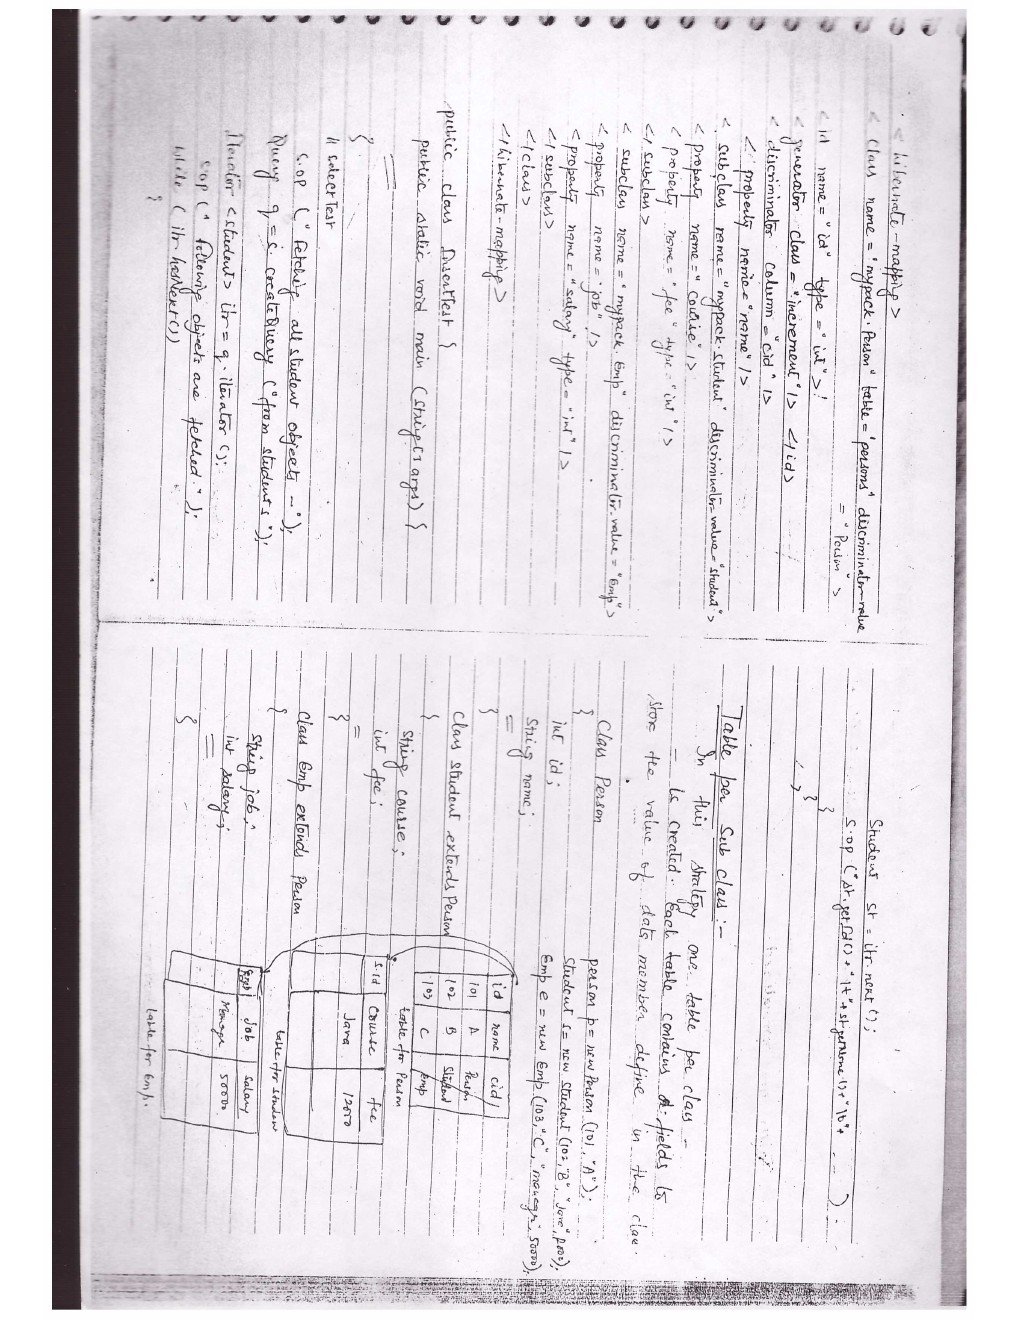 < hibernate-mapping>
< Class name = "mypack.Person" table = "persons" discriminator-value
= "Person" >
< id name = "id" type = "int" >
< generator class = "increment" /> </id>
< discriminator column = "cid" />
< property name = "name" />
< subclass name = "mypack.student" discriminator-value = "student" >
< property name = "course" />
< property name = "fee" type = "int" />
</ subclass >
< subclass name = "mypack.Emp" discriminator-value = "Emp" >
< property name = "job" />
< property name = "salary" type = "int" />
</ subclass>
</class>
</hibernate-mapping>
public class InsertTest {
public static void main (String[] args) {
}
// select Test
S.op (" Fetching all student objects - ");
Query q = s. createQuery ("from students");
Iterator <student> itr = q.iterator ();
s.op (" following objects are fetched. ");
while ( itr.hasNext())
{
Student st = itr.next ();
S.op ("st.getId() + "\t" + st.getName () + "\t" + ... );
}
}
}
Table per Sub class :-
In this strategy one table per class -
= is created. Each table contains fields to
store the value of data member define in the class.
Class Person
{
int id ;
String name ;
=
}
Class Student extends Person
{
String course ;
int fee ;
=
}
Class Emp extends Person
{
String job ;
int salary ;
=
}
person p = new Person (101, "A");
Student s = new Student (102, "B", "Java", 12000);
Emp e = new Emp (103, "C", "manager", 50000);
id name cid
101 A Person
102 B Student
103 C Emp
table for Person
s.id Course fee
Java 12000
table for student
job salary
Manager 50000
table for Emp.